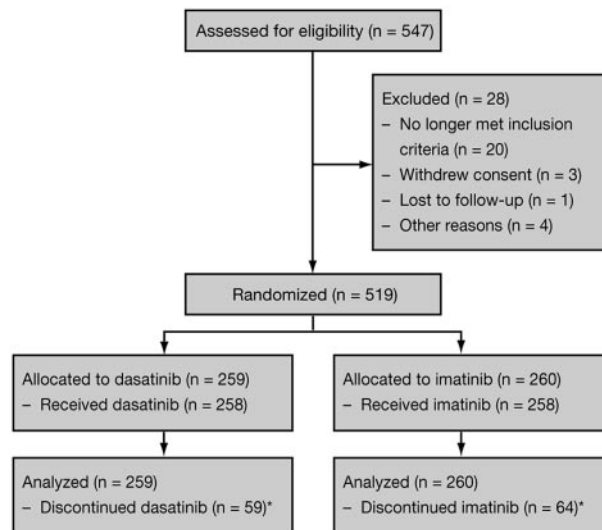 Assessed for eligibility (n = 547)
Excluded (n = 28)
– No longer met inclusion
criteria (n = 20)
– Withdrew consent (n = 3)
– Lost to follow-up (n = 1)
– Other reasons (n = 4)
Randomized (n = 519)
Allocated to dasatinib (n = 259)
– Received dasatinib (n = 258)
Allocated to imatinib (n = 260)
– Received imatinib (n = 258)
Analyzed (n = 259)
– Discontinued dasatinib (n = 59)*
Analyzed (n = 260)
– Discontinued imatinib (n = 64)*